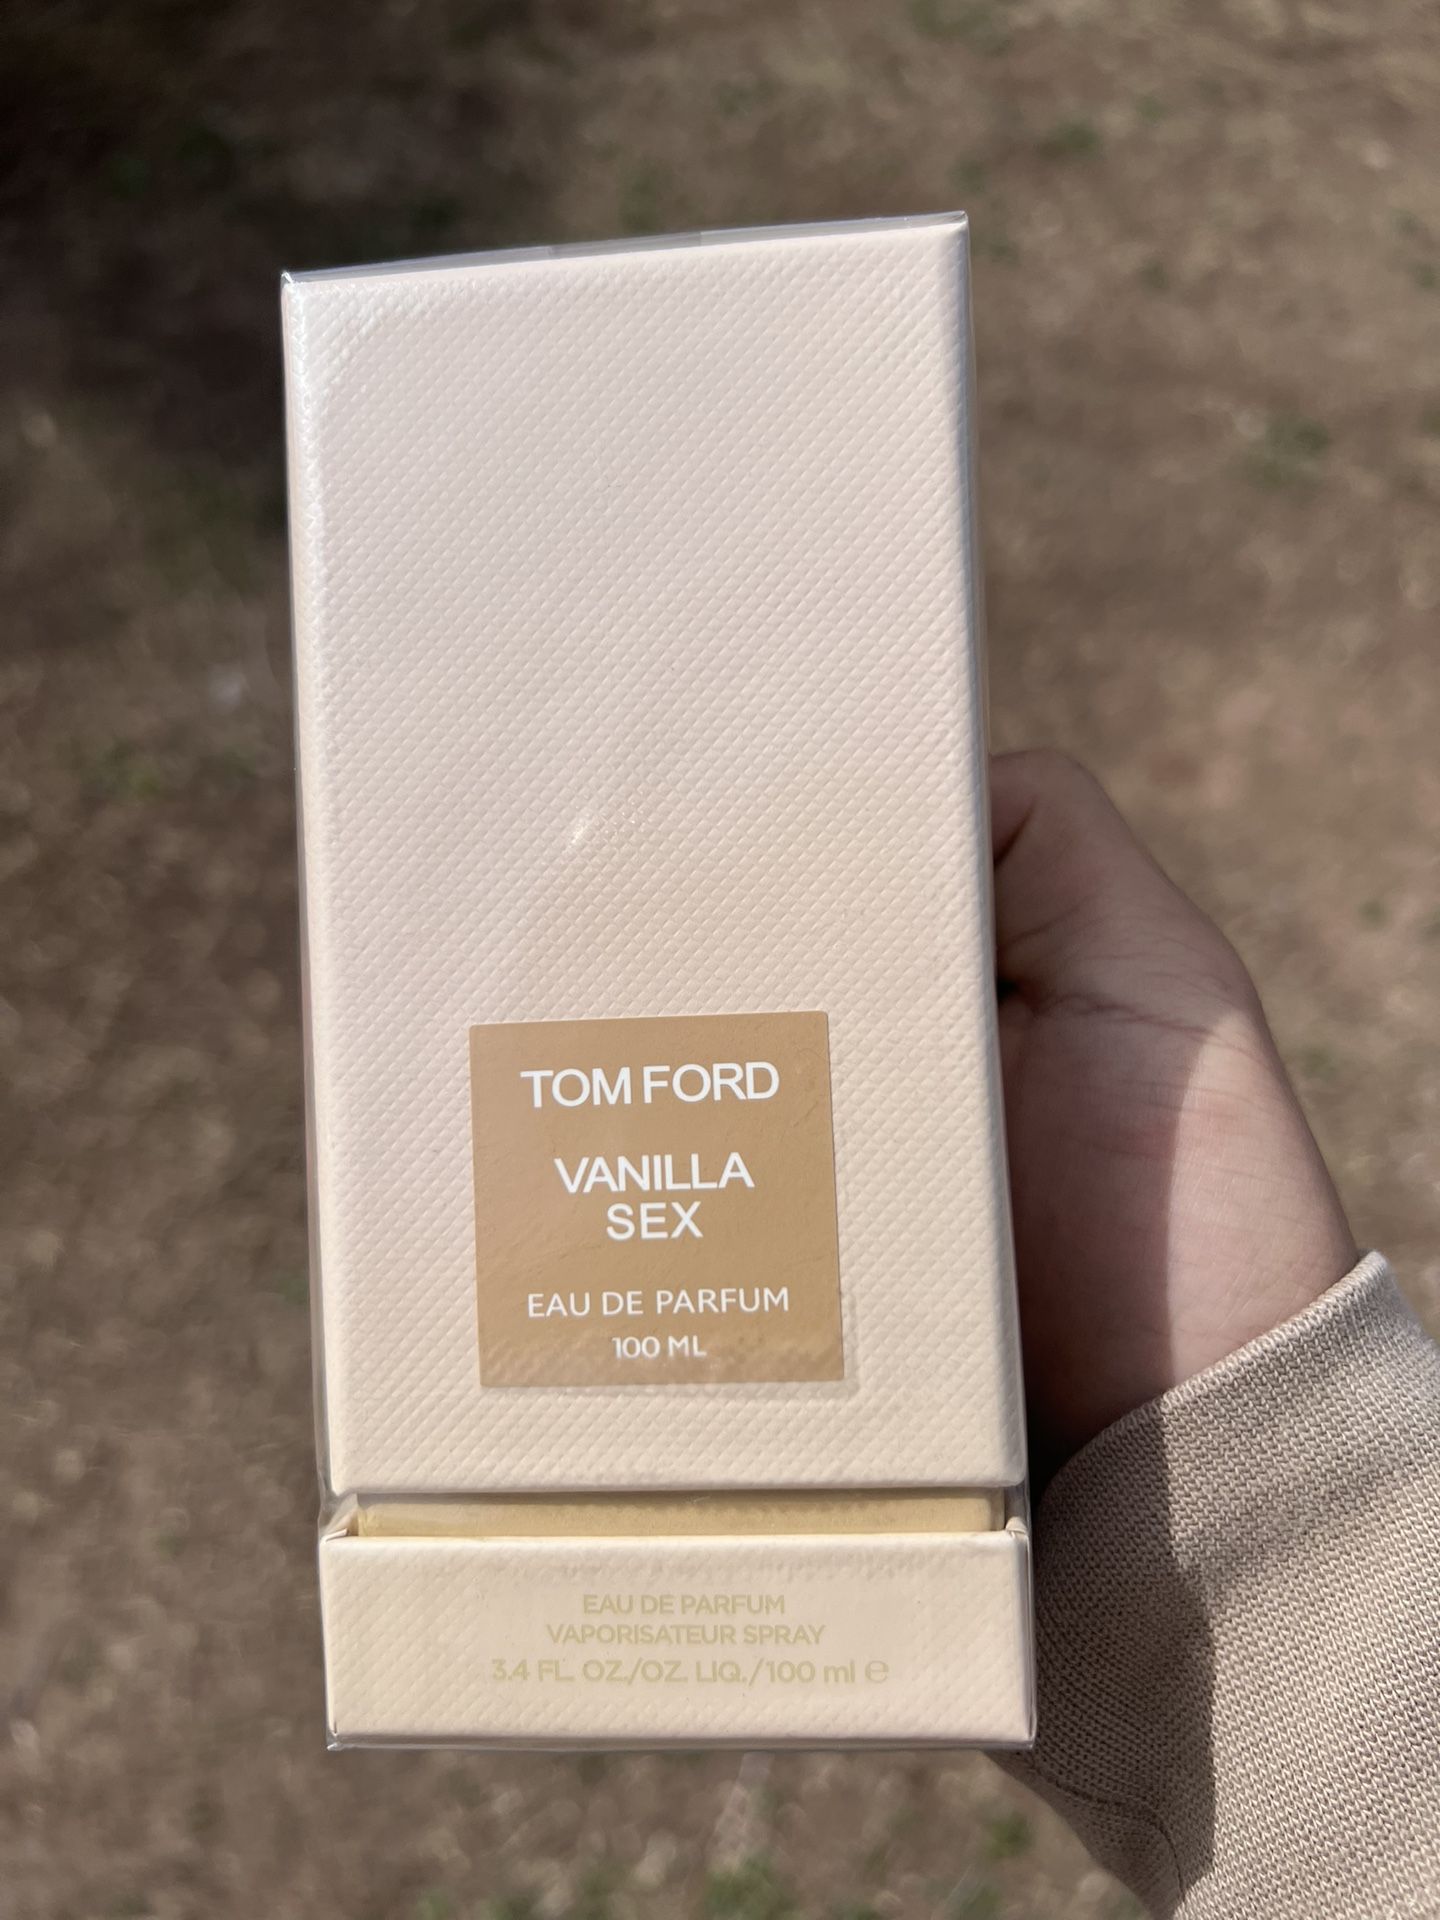 TOM FORD
VANILLA
SEX
EAU DE PARFUM
100 ML
EAU DE PARFUM
VAPORISATEUR SPRAY
3.4 FL. OZ./OZ. LIQ./100 ml ℮